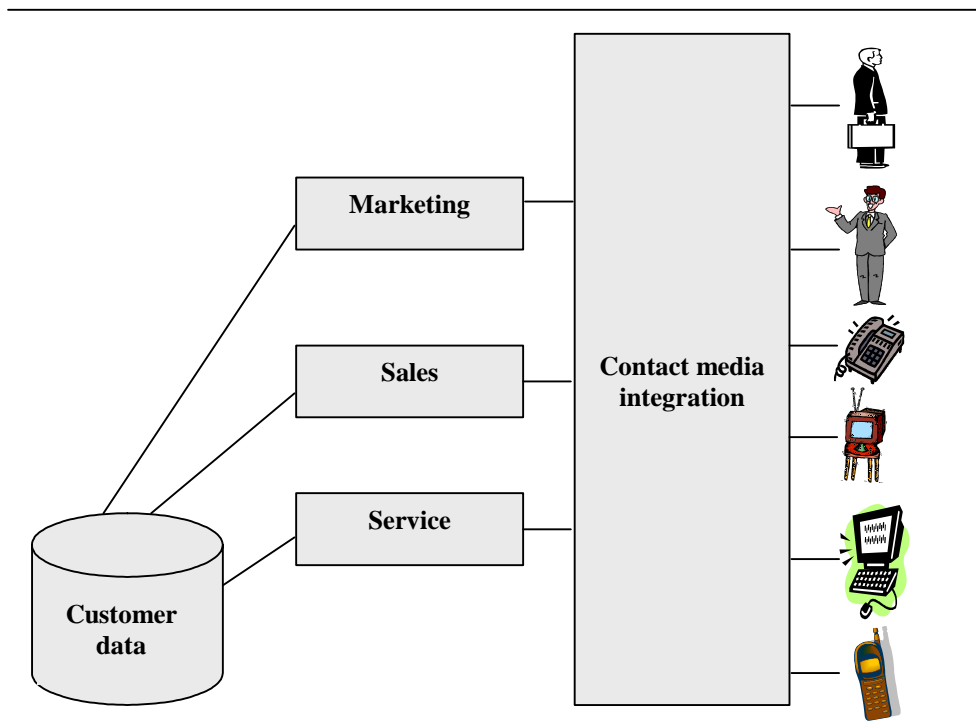 Marketing
Sales
Service
Customer
data
Contact media
integration